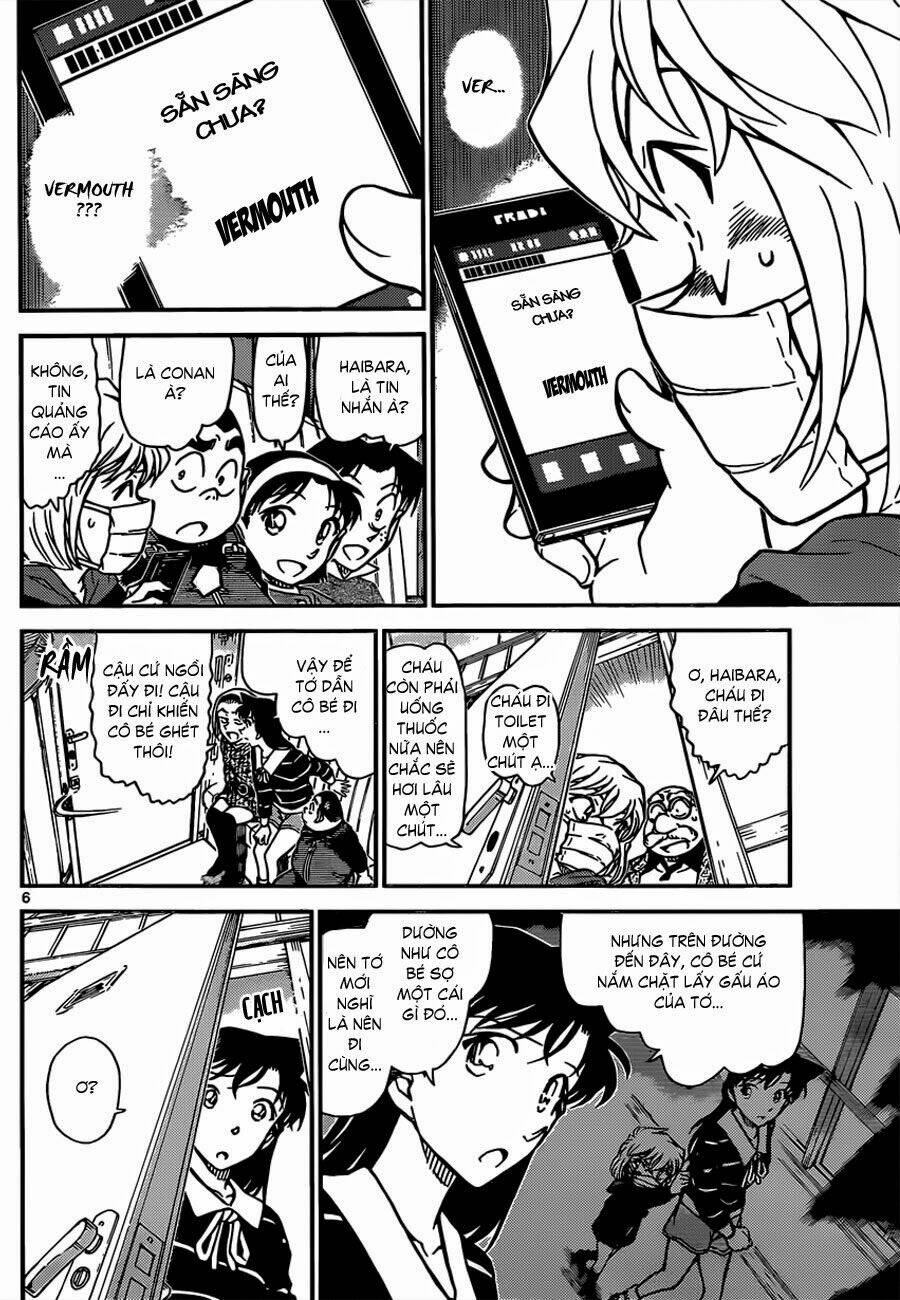 VER...
PRADA
SẴN SÀNG
CHƯA?
VERMOUTH
SẴN SÀNG
CHƯA?
VERMOUTH
VERMOUTH
???
HAIBARA,
LÀ TIN
NHẮN À?
CỦA
AI
THẾ?
LÀ CONAN
À?
KHÔNG,
TIN
QUẢNG
CÁO ẤY
MÀ
...
Ơ, HAIBARA,
CHÁU ĐI
ĐÂU THẾ?
CHÁU ĐI
TOILET
MỘT
CHÚT Ạ...
CHÁU
CÒN PHẢI
UỐNG
THUỐC
NỮA NÊN
CHẮC SẼ
HƠI LÂU
MỘT
CHÚT...
VẬY ĐỂ
TỚ DẪN
CÔ BÉ ĐI
...
CẬU CỨ NGỒI
ĐẤY ĐI! CẬU
ĐI CHỈ KHIẾN
CÔ BÉ GHÉT
THÔI!
RẦM
6
NHƯNG TRÊN ĐƯỜNG
ĐẾN ĐÂY, CÔ BÉ CỨ
NẮM CHẶT LẤY GẤU ÁO
CỦA TỚ...
DƯỜNG
NHƯ CÔ
BÉ SỢ
MỘT CÁI
GÌ ĐÓ...
NÊN TỚ
MỚI
NGHĨ
LÀ NÊN
ĐI
CÙNG...
CẠCH
Ơ?